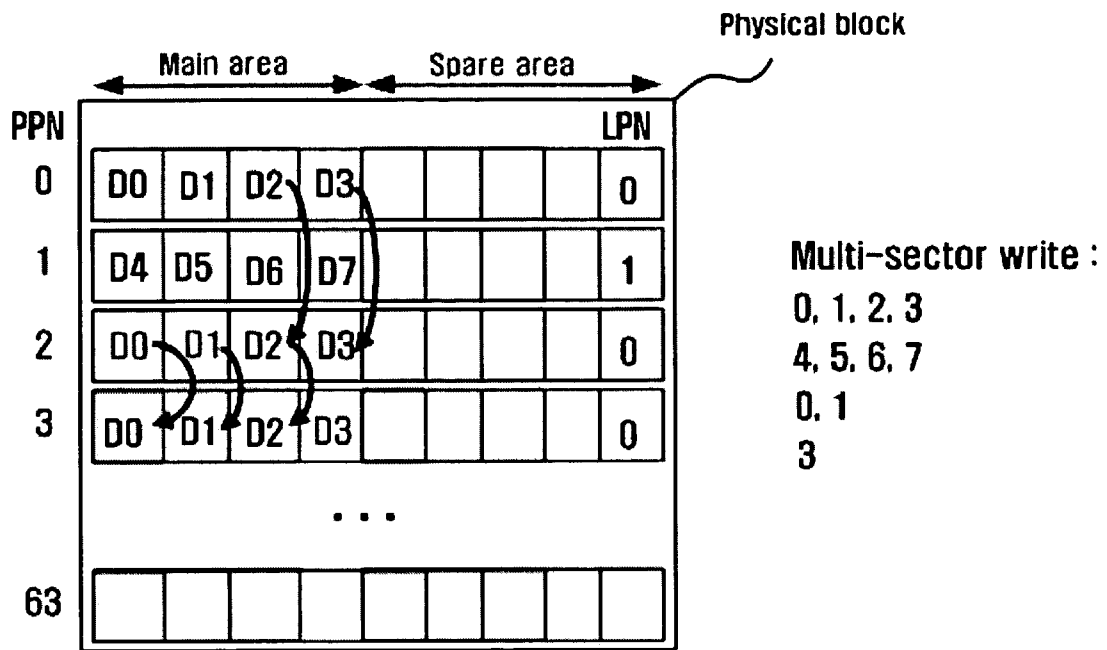 Physical block
Main area Spare area
PPN LPN
0 D0 D1 D2 D3 0
1 D4 D5 D6 D7 1
2 D0 D1 D2 D3 0
3 D0 D1 D2 D3 0
...
63
Multi-sector write :
0, 1, 2, 3
4, 5, 6, 7
0, 1
3